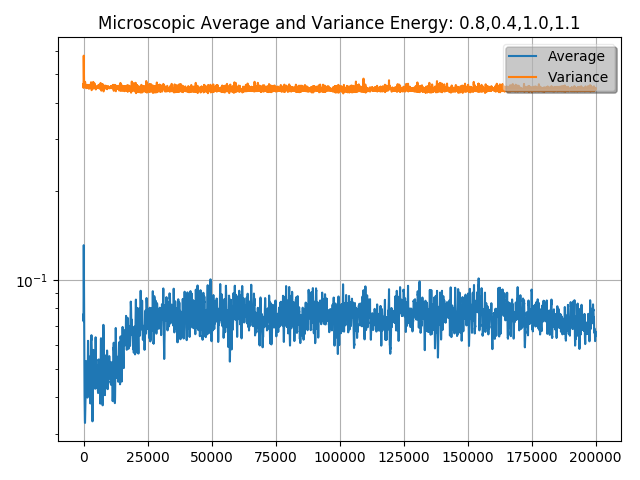 Microscopic Average and Variance Energy: 0.8,0.4,1.0,1.1
Average
Variance
10⁻¹
0 25000 50000 75000 100000 125000 150000 175000 200000